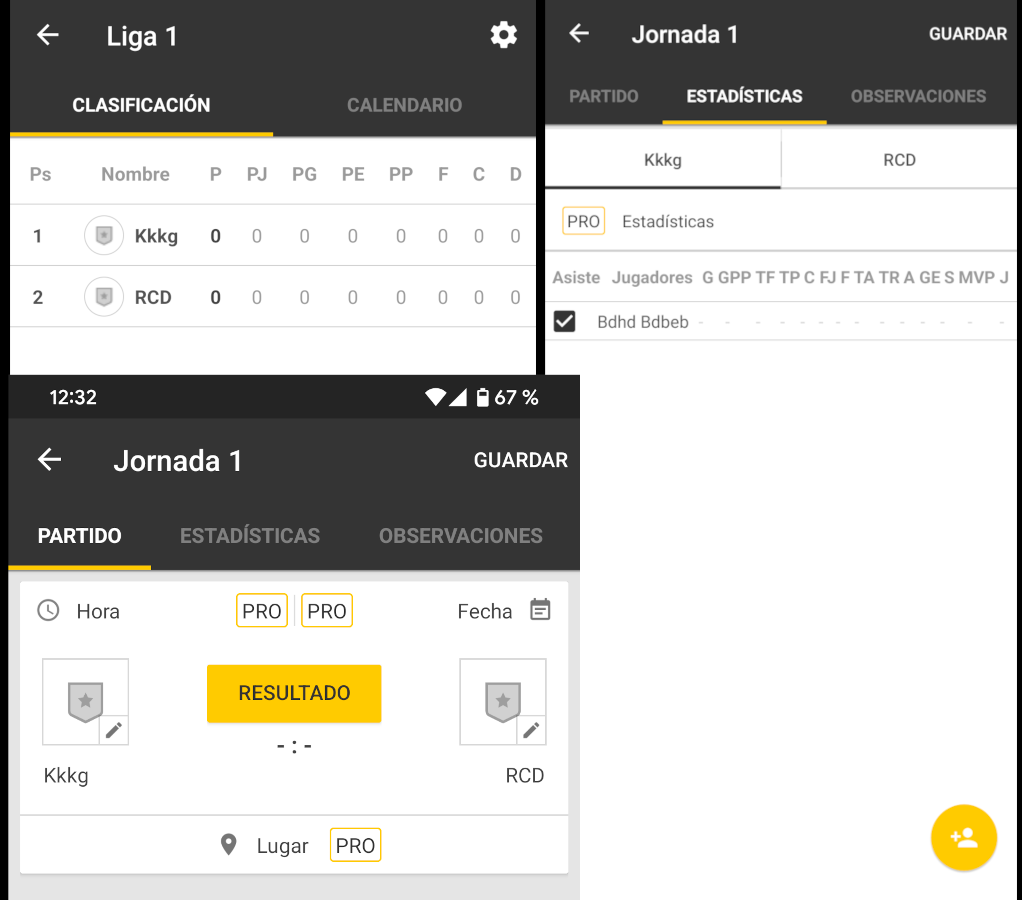 Liga 1
CLASIFICACIÓN CALENDARIO
Ps Nombre P PJ PG PE PP F C D
1 Kkkg 0 0 0 0 0 0 0 0
2 RCD 0 0 0 0 0 0 0 0
Jornada 1 GUARDAR
PARTIDO ESTADÍSTICAS OBSERVACIONES
Kkkg RCD
PRO Estadísticas
Asiste Jugadores G GPP TF TP C FJ F TA TR A GE S MVP J
Bdhd Bdbeb - - - - - - - - - - - - - -
12:32 67 %
Jornada 1 GUARDAR
PARTIDO ESTADÍSTICAS OBSERVACIONES
Hora PRO PRO Fecha
RESULTADO
- : -
Kkkg RCD
Lugar PRO